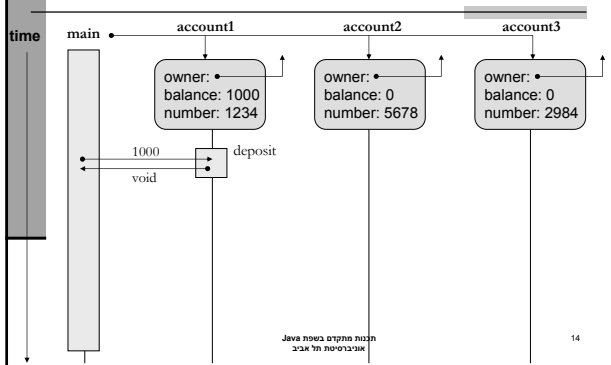 time
main
account1
account2
account3
owner:
balance: 1000
number: 1234
owner:
balance: 0
number: 5678
owner:
balance: 0
number: 2984
1000
deposit
void
תכנות מתקדם בשפת Java
אוניברסיטת תל אביב
14